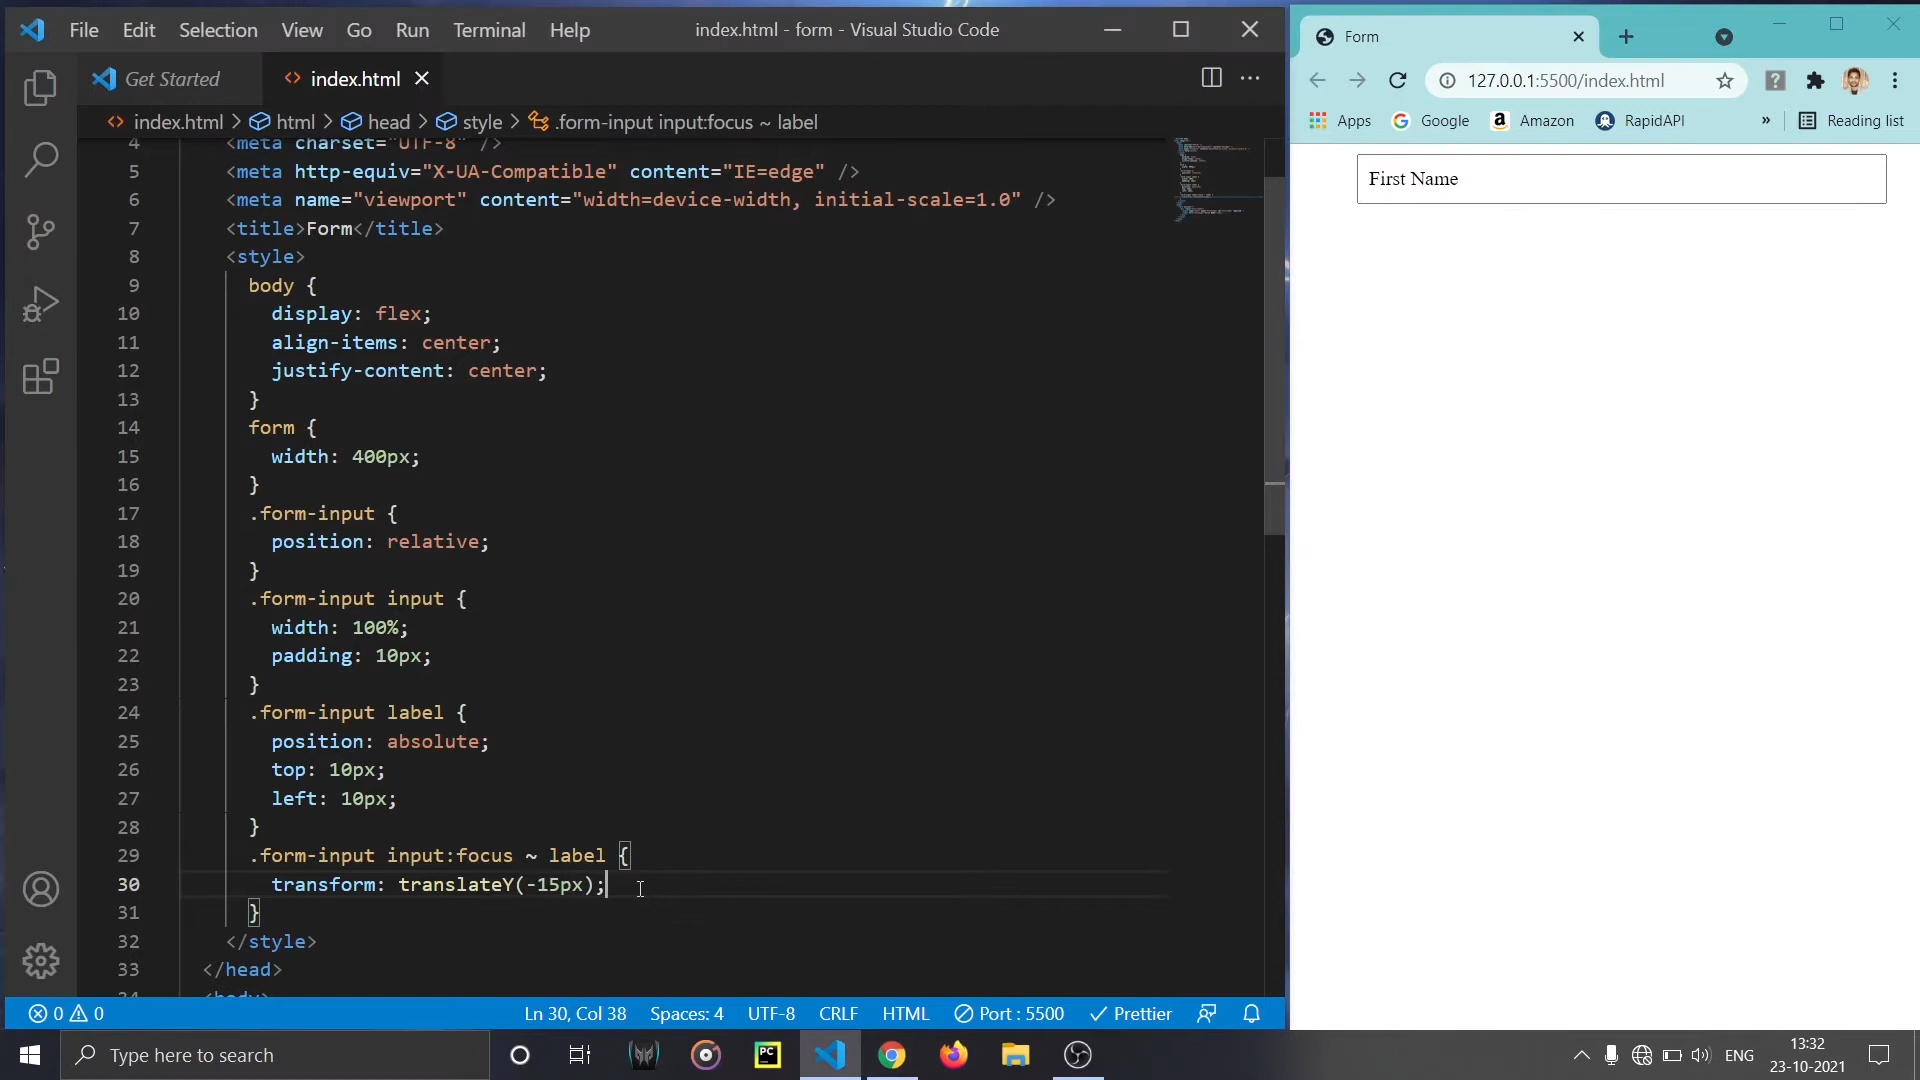 File Edit Selection View Go Run Terminal Help index.html - form - Visual Studio Code
Get Started index.html
index.html > html > head > style > .form-input input:focus ~ label
4 <meta charset="UTF-8" />
5 <meta http-equiv="X-UA-Compatible" content="IE=edge" />
6 <meta name="viewport" content="width=device-width, initial-scale=1.0" />
7 <title>Form</title>
8 <style>
9 body {
10 display: flex;
11 align-items: center;
12 justify-content: center;
13 }
14 form {
15 width: 400px;
16 }
17 .form-input {
18 position: relative;
19 }
20 .form-input input {
21 width: 100%;
22 padding: 10px;
23 }
24 .form-input label {
25 position: absolute;
26 top: 10px;
27 left: 10px;
28 }
29 .form-input input:focus ~ label {
30 transform: translateY(-15px);
31 }
32 </style>
33 </head>
34 <body>
0 0 Ln 30, Col 38 Spaces: 4 UTF-8 CRLF HTML Port : 5500 Prettier
Form
127.0.0.1:5500/index.html
Apps Google Amazon RapidAPI » Reading list
First Name
Type here to search
PC
ENG
13:32
23-10-2021